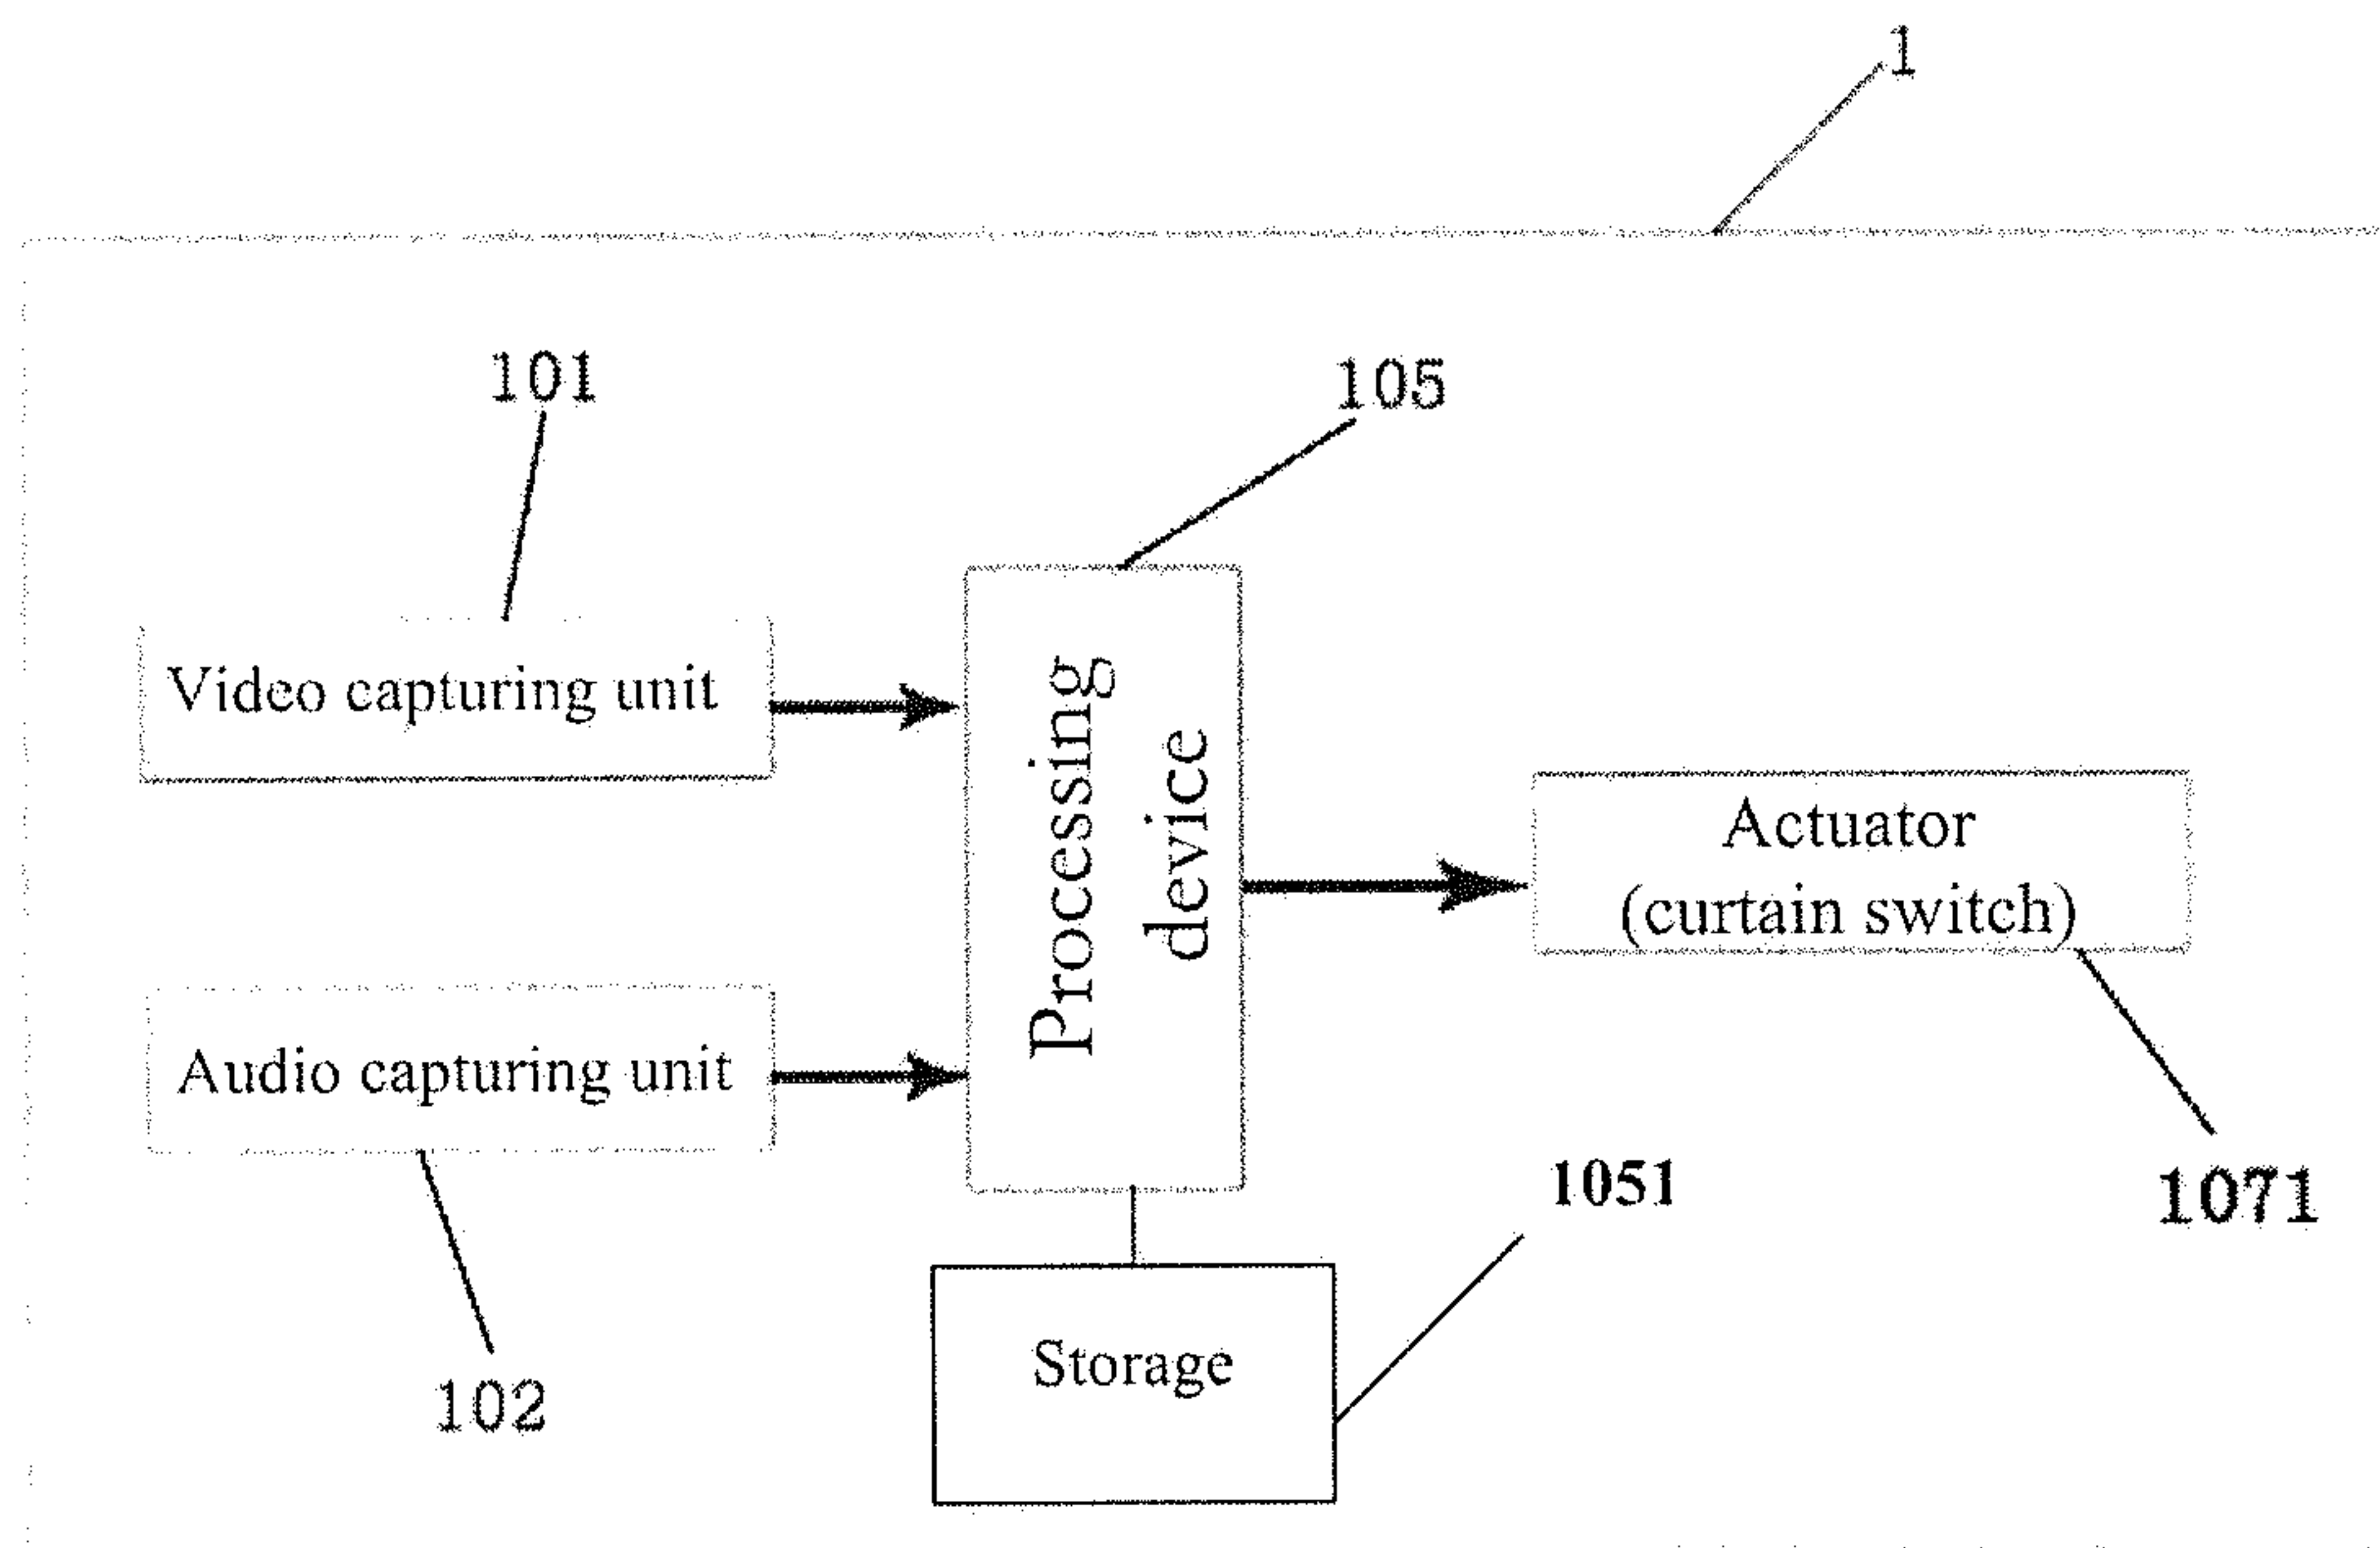 1
101
105
Video capturing unit
Processing
device
Actuator
(curtain switch)
Audio capturing unit
1051
1071
Storage
102